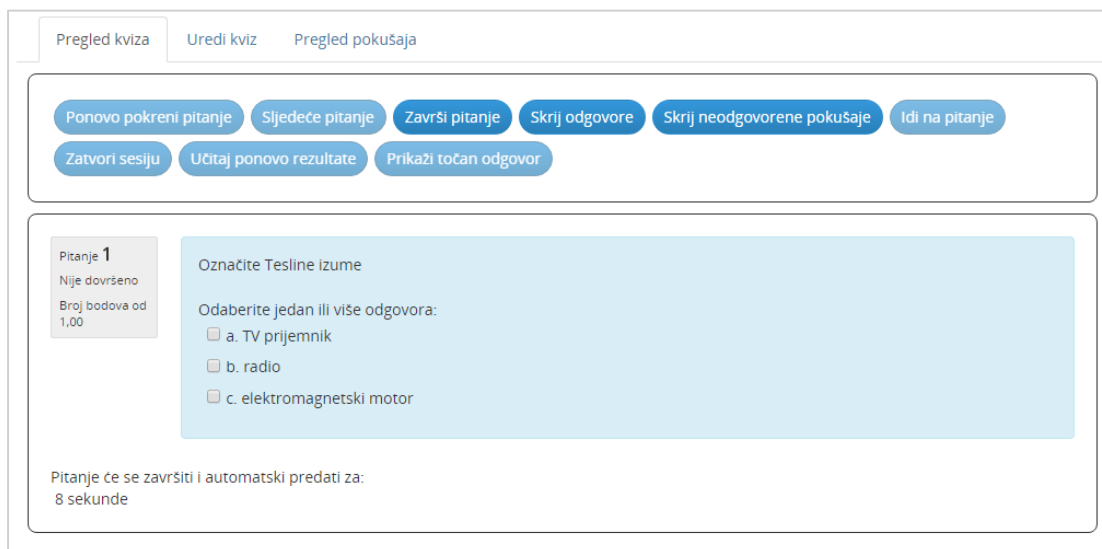 Pregled kviza Uredi kviz Pregled pokušaja
Ponovo pokreni pitanje Sljedeće pitanje Završi pitanje Skrij odgovore Skrij neodgovorene pokušaje Idi na pitanje
Zatvori sesiju Učitaj ponovo rezultate Prikaži točan odgovor
Pitanje 1
Nije dovršeno
Broj bodova od
1,00
Označite Tesline izume
Odaberite jedan ili više odgovora:
a. TV prijemnik
b. radio
c. elektromagnetski motor
Pitanje će se završiti i automatski predati za:
8 sekunde